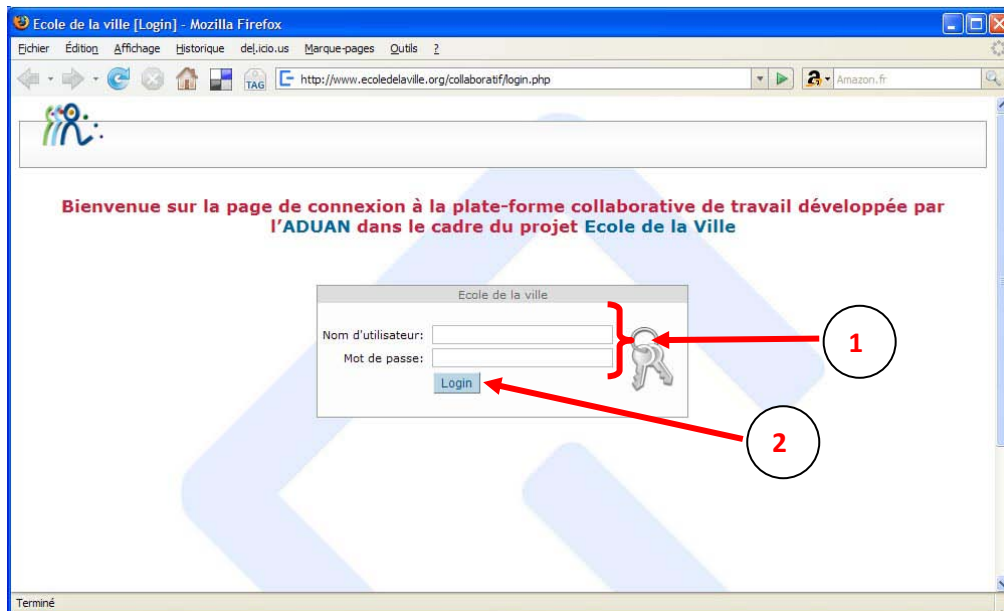 Ecole de la ville [Login] - Mozilla Firefox
Eichier Édition Affichage Historique del.icio.us Marque-pages Outils ?
TAG http://www.ecoledelaville.org/collaboratif/login.php Amazon.fr
Bienvenue sur la page de connexion à la plate-forme collaborative de travail développée par
l'ADUAN dans le cadre du projet Ecole de la Ville
Ecole de la ville
Nom d'utilisateur:
1
Mot de passe:
Login
2
Terminé